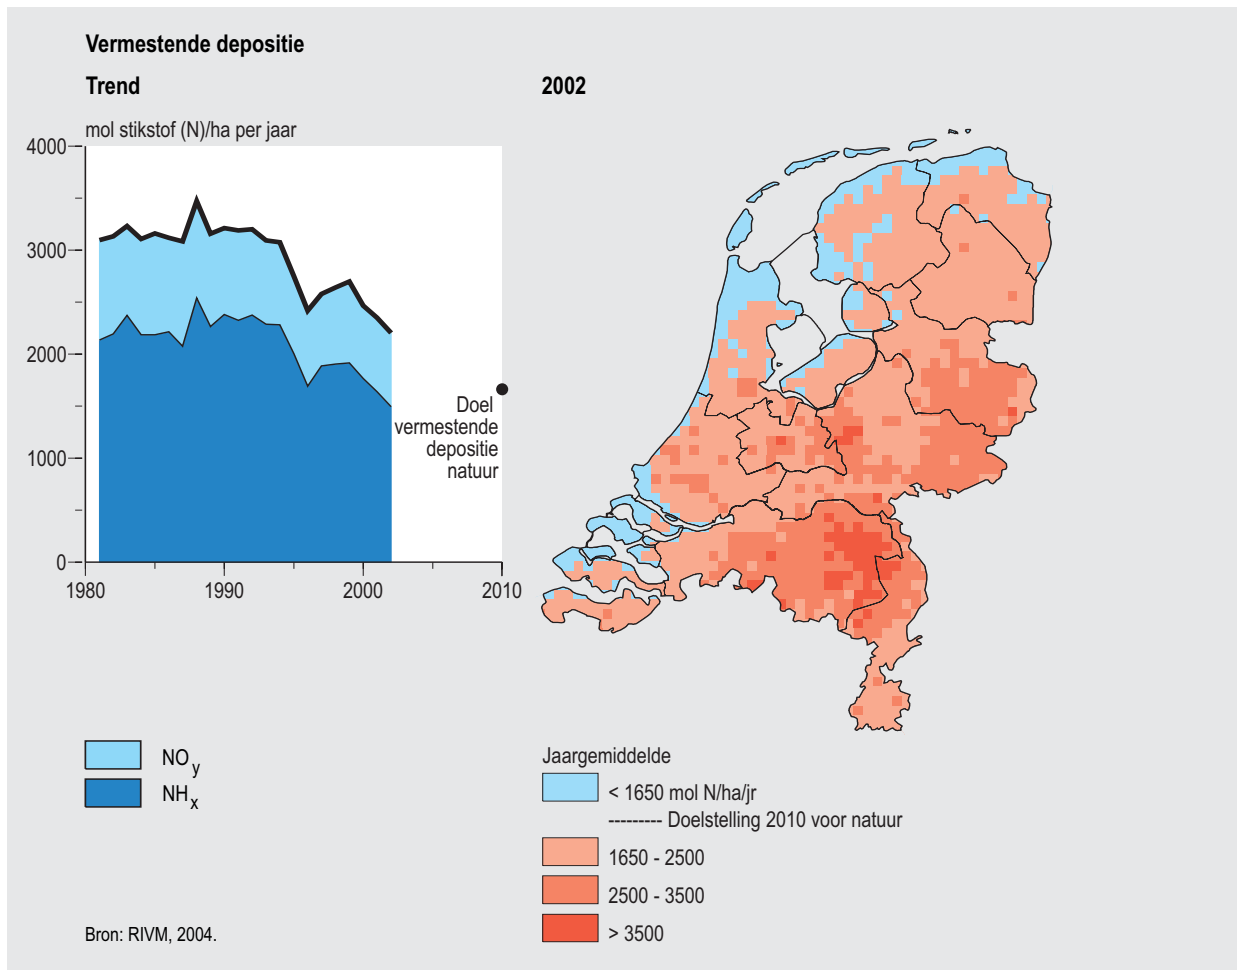 Vermestende depositie
Trend
mol stikstof (N)/ha per jaar
4000
3000
2000
1000
0
1980
1990
2000
2010
Doel
vermestende
depositie
natuur
NOy
NHx
Bron: RIVM, 2004.
2002
Jaargemiddelde
< 1650 mol N/ha/jr
--------- Doelstelling 2010 voor natuur
1650 - 2500
2500 - 3500
> 3500